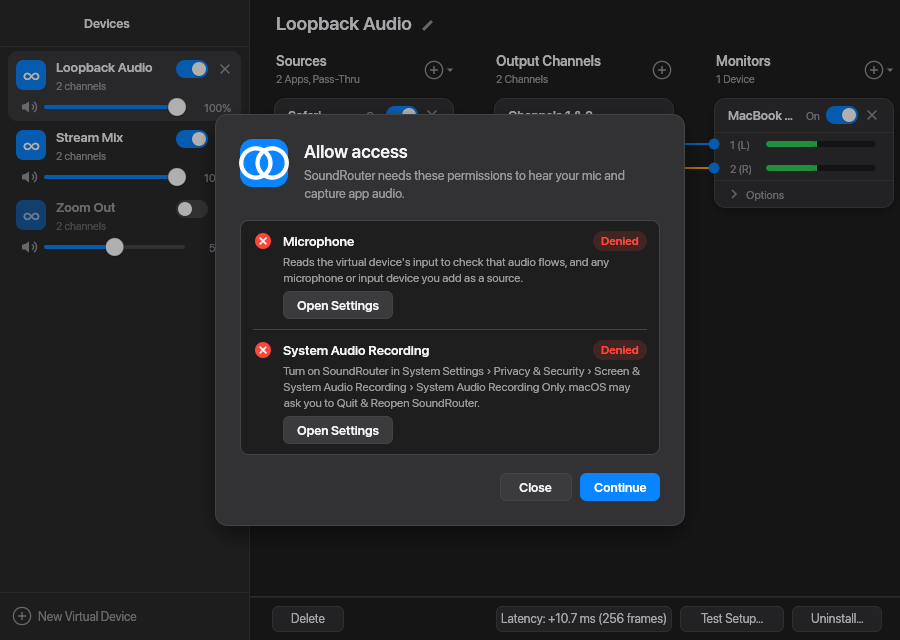 Devices
Loopback Audio
2 channels
100%
Stream Mix
2 channels
Zoom Out
2 channels
New Virtual Device
Loopback Audio
Sources
2 Apps, Pass-Thru
Output Channels
2 Channels
Monitors
1 Device
Safari
Channels 1 & 2
MacBook ...
On
1 (L)
2 (R)
Options
Allow access
SoundRouter needs these permissions to hear your mic and
capture app audio.
Microphone
Denied
Reads the virtual device's input to check that audio flows, and any
microphone or input device you add as a source.
Open Settings
System Audio Recording
Denied
Turn on SoundRouter in System Settings › Privacy & Security › Screen &
System Audio Recording › System Audio Recording Only. macOS may
ask you to Quit & Reopen SoundRouter.
Open Settings
Close
Continue
Delete
Latency: +10.7 ms (256 frames)
Test Setup...
Uninstall...